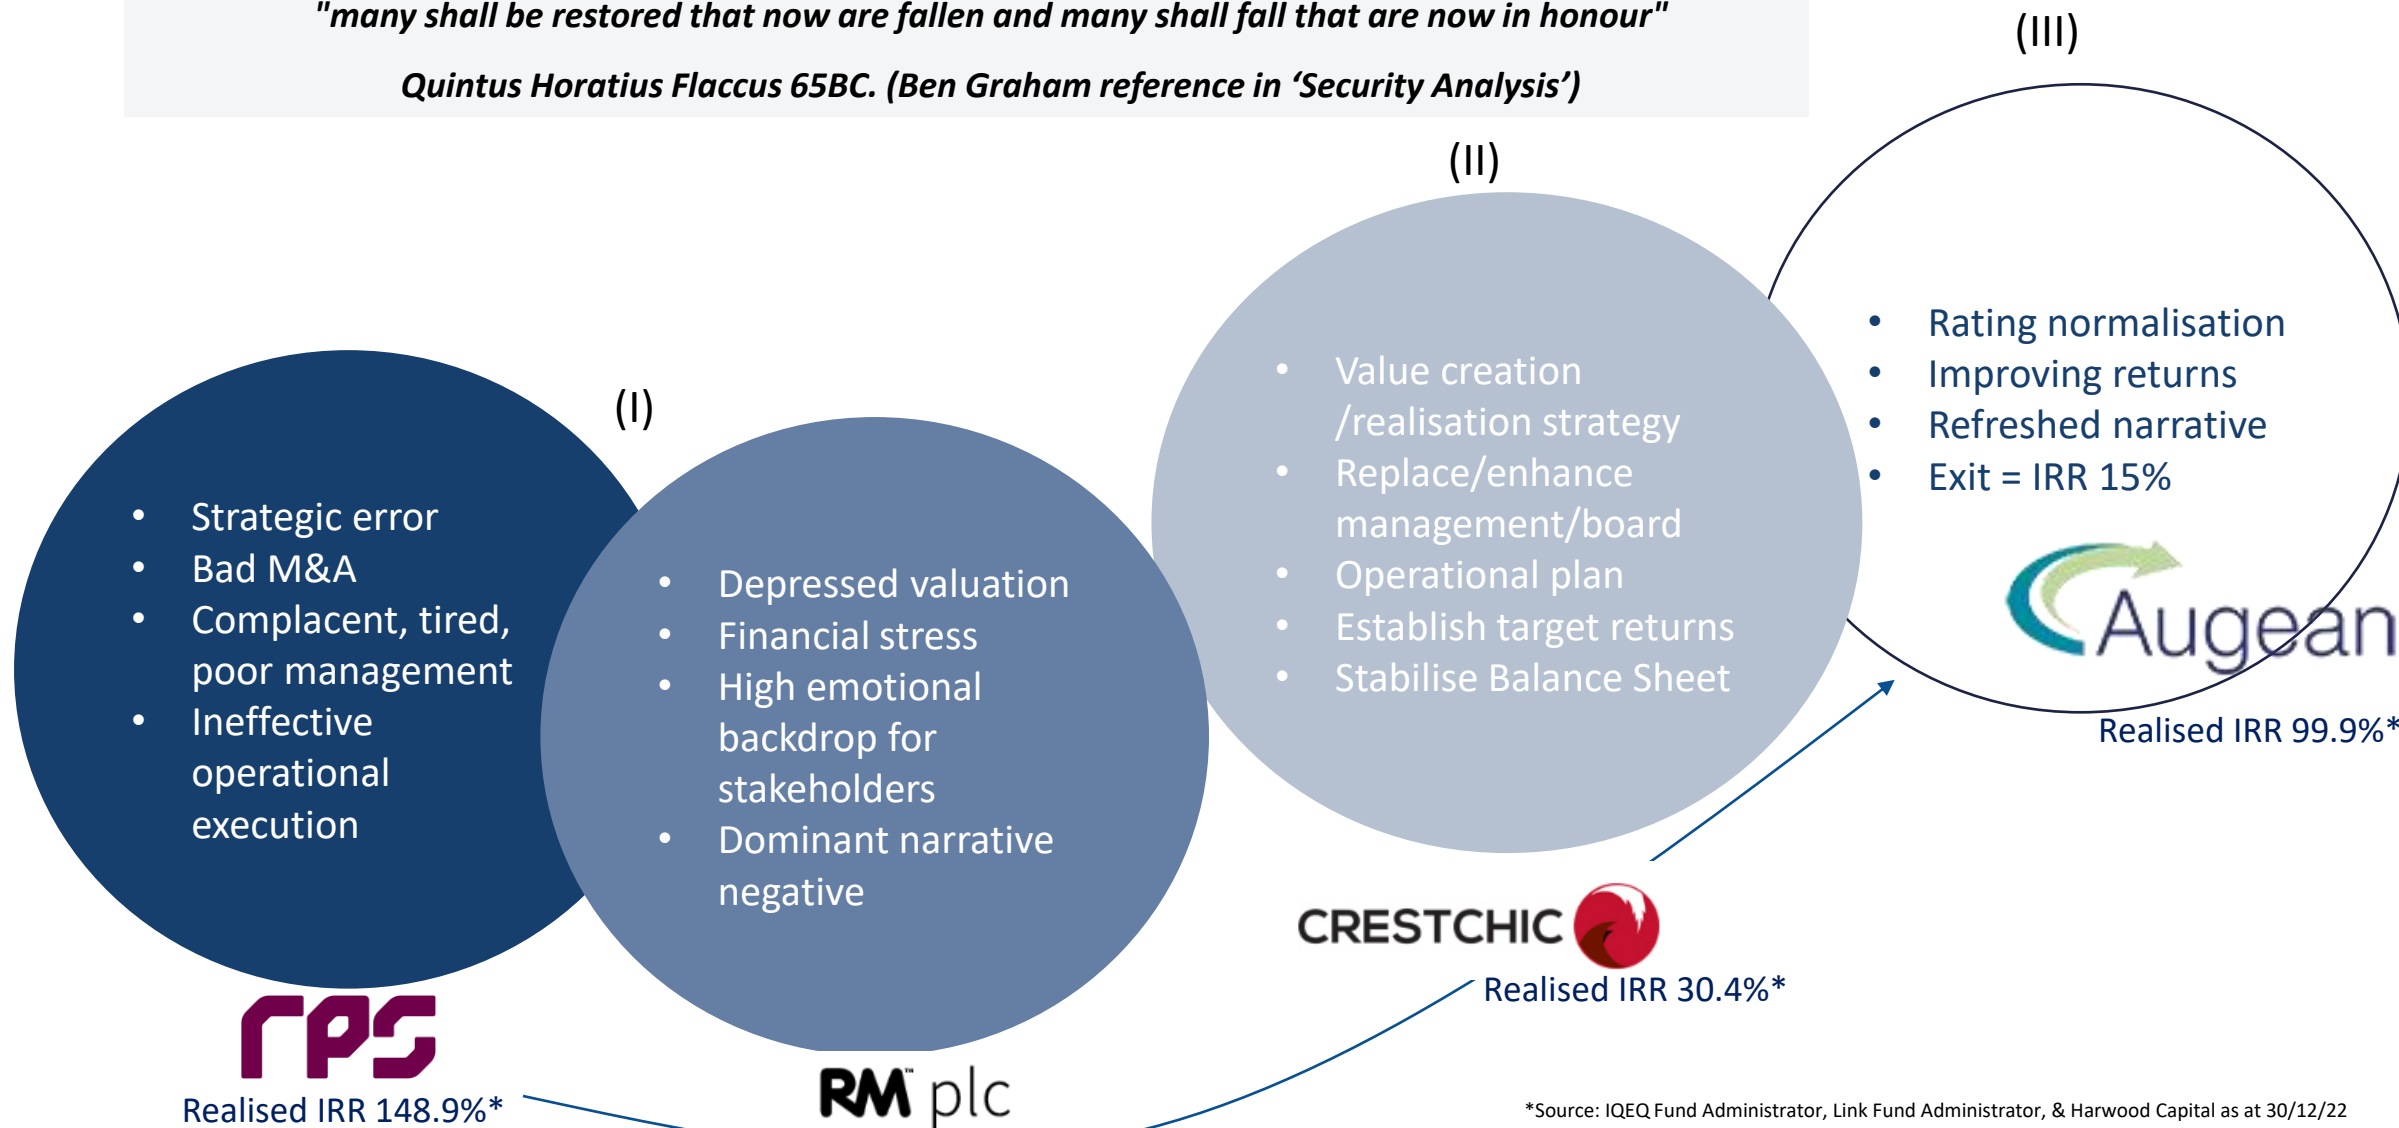 "many shall be restored that now are fallen and many shall fall that are now in honour"
Quintus Horatius Flaccus 65BC. (Ben Graham reference in ‘Security Analysis’)
(I)
• Strategic error
• Bad M&A
• Complacent, tired,
poor management
• Ineffective
operational
execution
rps
Realised IRR 148.9%*
• Depressed valuation
• Financial stress
• High emotional
backdrop for
stakeholders
• Dominant narrative
negative
RM™ plc
(II)
• Value creation
/realisation strategy
• Replace/enhance
management/board
• Operational plan
• Establish target returns
• Stabilise Balance Sheet
CRESTCHIC
Realised IRR 30.4%*
(III)
• Rating normalisation
• Improving returns
• Refreshed narrative
• Exit = IRR 15%
Augean
Realised IRR 99.9%*
*Source: IQEQ Fund Administrator, Link Fund Administrator, & Harwood Capital as at 30/12/22